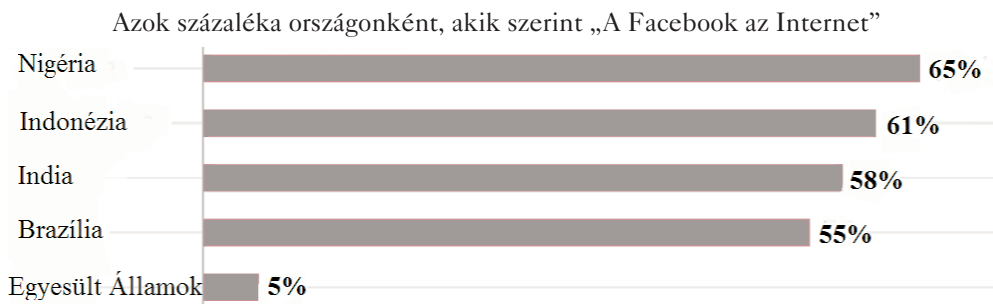 Azok százaléka országonként, akik szerint „A Facebook az Internet”
Nigéria 65%
Indonézia 61%
India 58%
Brazília 55%
Egyesült Államok 5%